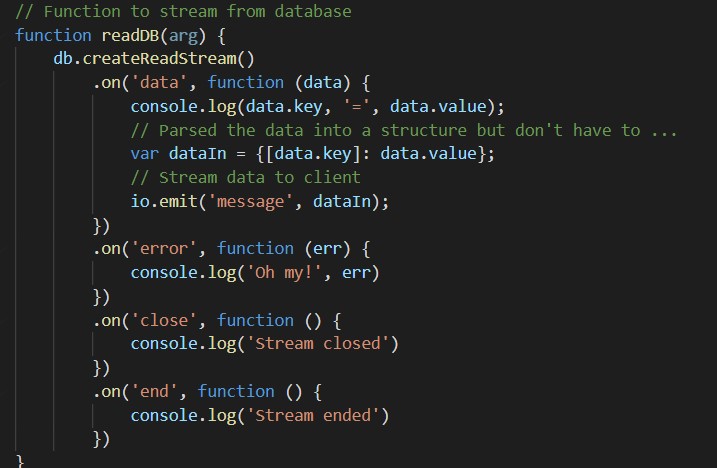 // Function to stream from database
function readDB(arg) {
    db.createReadStream()
        .on('data', function (data) {
            console.log(data.key, '=', data.value);
            // Parsed the data into a structure but don't have to ...
            var dataIn = {[data.key]: data.value};
            // Stream data to client
            io.emit('message', dataIn);
        })
        .on('error', function (err) {
            console.log('Oh my!', err)
        })
        .on('close', function () {
            console.log('Stream closed')
        })
        .on('end', function () {
            console.log('Stream ended')
        })
}